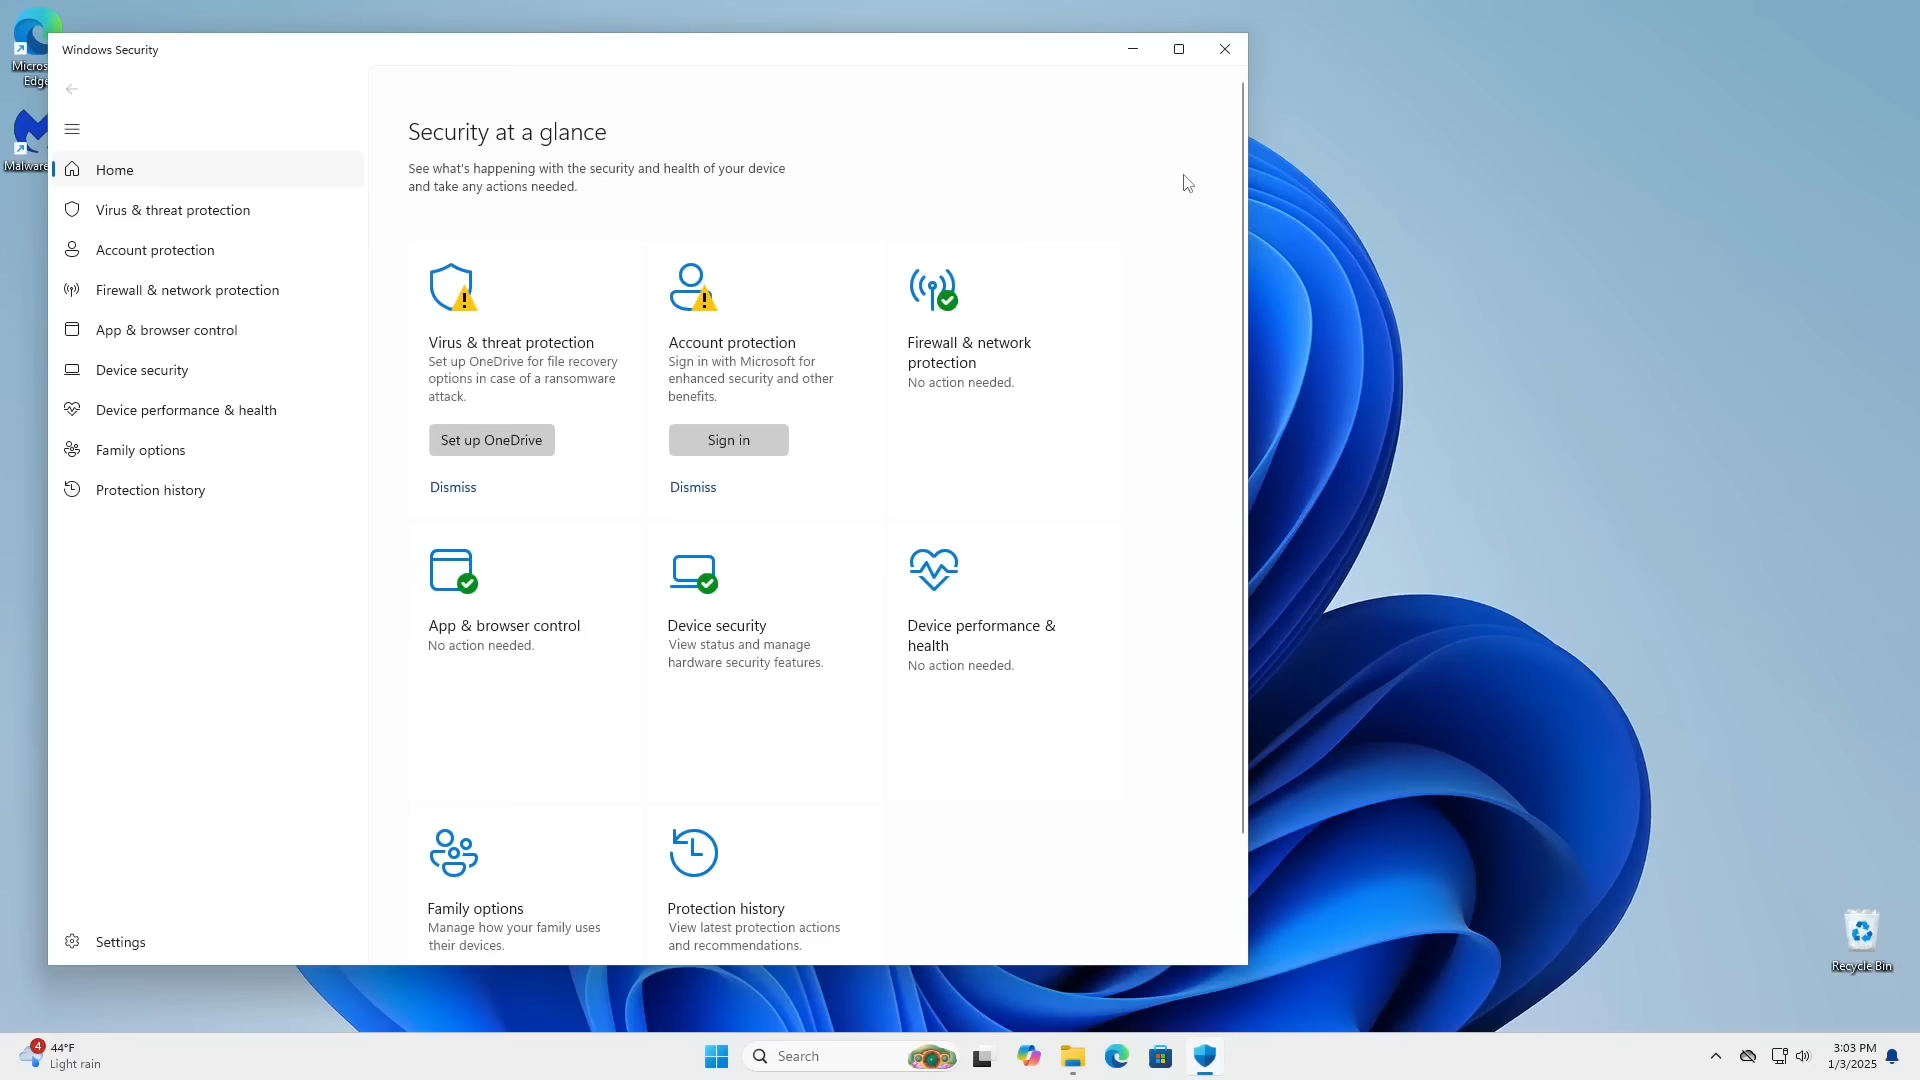 Micros
Edge
Malware
Windows Security
Home
Virus & threat protection
Account protection
Firewall & network protection
App & browser control
Device security
Device performance & health
Family options
Protection history
Settings
Security at a glance
See what's happening with the security and health of your device
and take any actions needed.
Virus & threat protection
Set up OneDrive for file recovery
options in case of a ransomware
attack.
Set up OneDrive
Dismiss
Account protection
Sign in with Microsoft for
enhanced security and other
benefits.
Sign in
Dismiss
Firewall & network
protection
No action needed.
App & browser control
No action needed.
Device security
View status and manage
hardware security features.
Device performance &
health
No action needed.
Family options
Manage how your family uses
their devices.
Protection history
View latest protection actions
and recommendations.
Recycle Bin
4
44°F
Light rain
Search
3:03 PM
1/3/2025